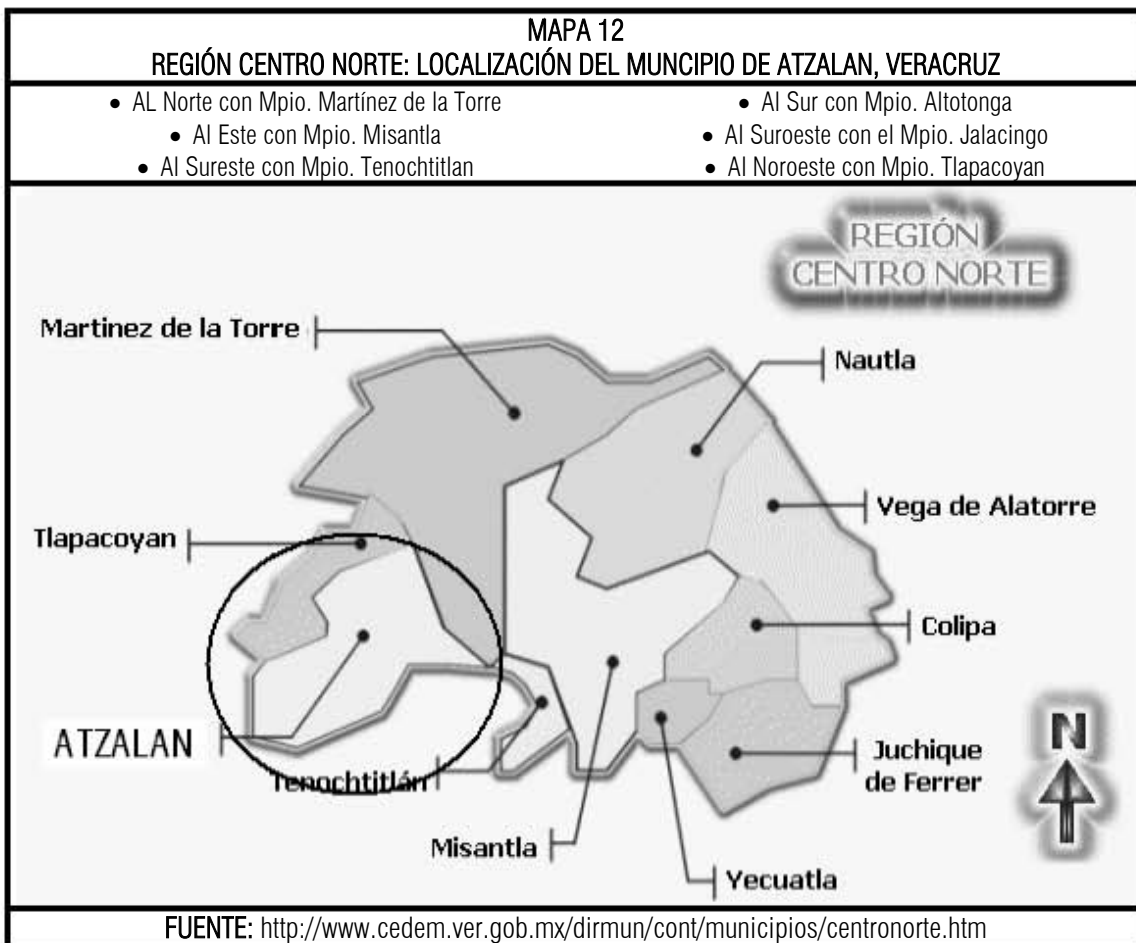 MAPA 12
REGIÓN CENTRO NORTE: LOCALIZACIÓN DEL MUNCIPIO DE ATZALAN, VERACRUZ
• AL Norte con Mpio. Martínez de la Torre
• Al Este con Mpio. Misantla
• Al Sureste con Mpio. Tenochtitlan
• Al Sur con Mpio. Altotonga
• Al Suroeste con el Mpio. Jalacingo
• Al Noroeste con Mpio. Tlapacoyan
REGIÓN
CENTRO NORTE
Martinez de la Torre
Nautla
Vega de Alatorre
Tlapacoyan
Colipa
ATZALAN
Tenochtitlán
Juchique
de Ferrer
N
Misantla
Yecuatla
FUENTE: http://www.cedem.ver.gob.mx/dirmun/cont/municipios/centronorte.htm